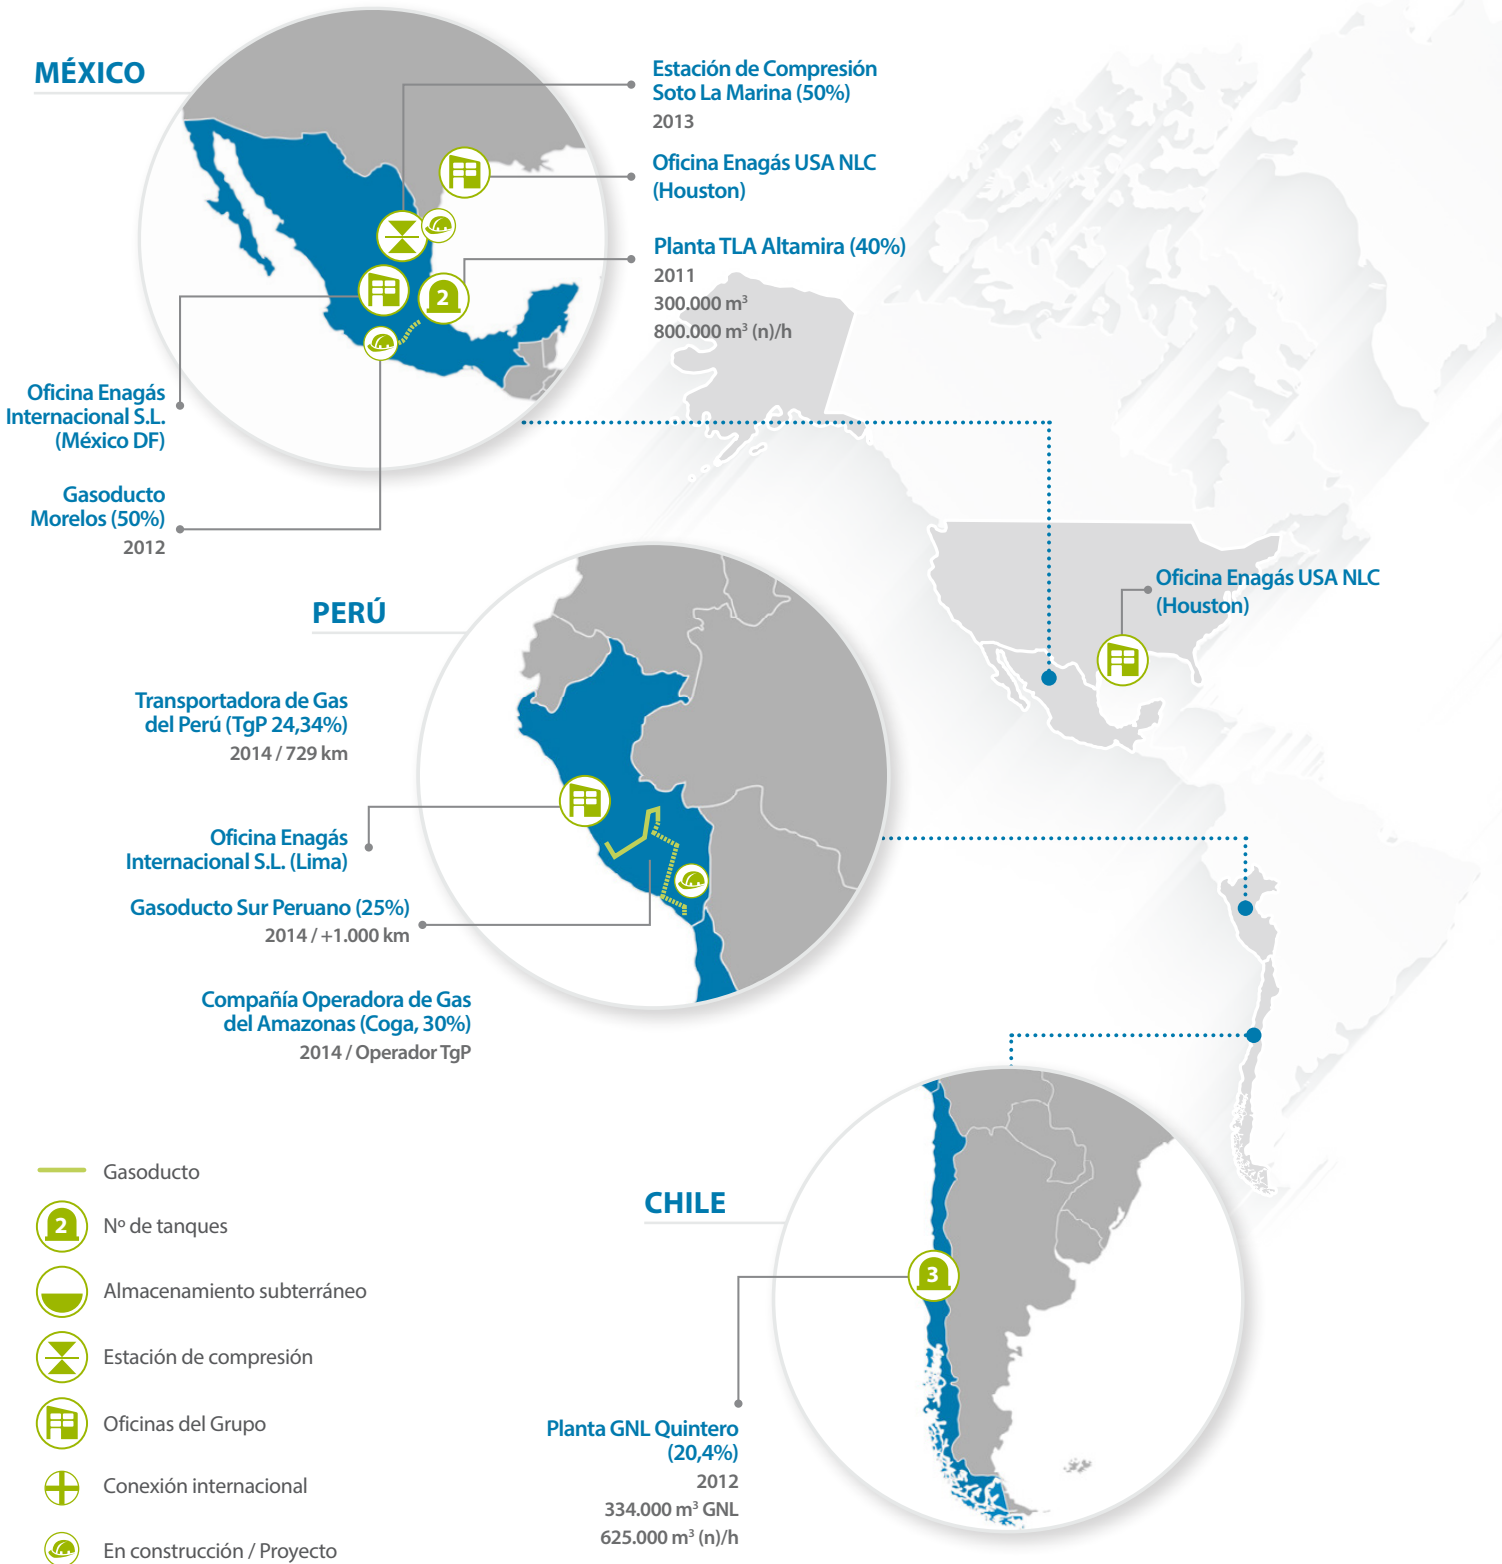 MÉXICO
Estación de Compresión
Soto La Marina (50%)
2013
Oficina Enagás USA NLC
(Houston)
Planta TLA Altamira (40%)
2011
300.000 m³
800.000 m³ (n)/h
2
Oficina Enagás
Internacional S.L.
(México DF)
Gasoducto
Morelos (50%)
2012
Oficina Enagás USA NLC
(Houston)
PERÚ
Transportadora de Gas
del Perú (TgP 24,34%)
2014 / 729 km
Oficina Enagás
Internacional S.L. (Lima)
Gasoducto Sur Peruano (25%)
2014 / +1.000 km
Compañía Operadora de Gas
del Amazonas (Coga, 30%)
2014 / Operador TgP
CHILE
3
Planta GNL Quintero
(20,4%)
2012
334.000 m³ GNL
625.000 m³ (n)/h
Gasoducto
2
Nº de tanques
Almacenamiento subterráneo
Estación de compresión
Oficinas del Grupo
Conexión internacional
En construcción / Proyecto